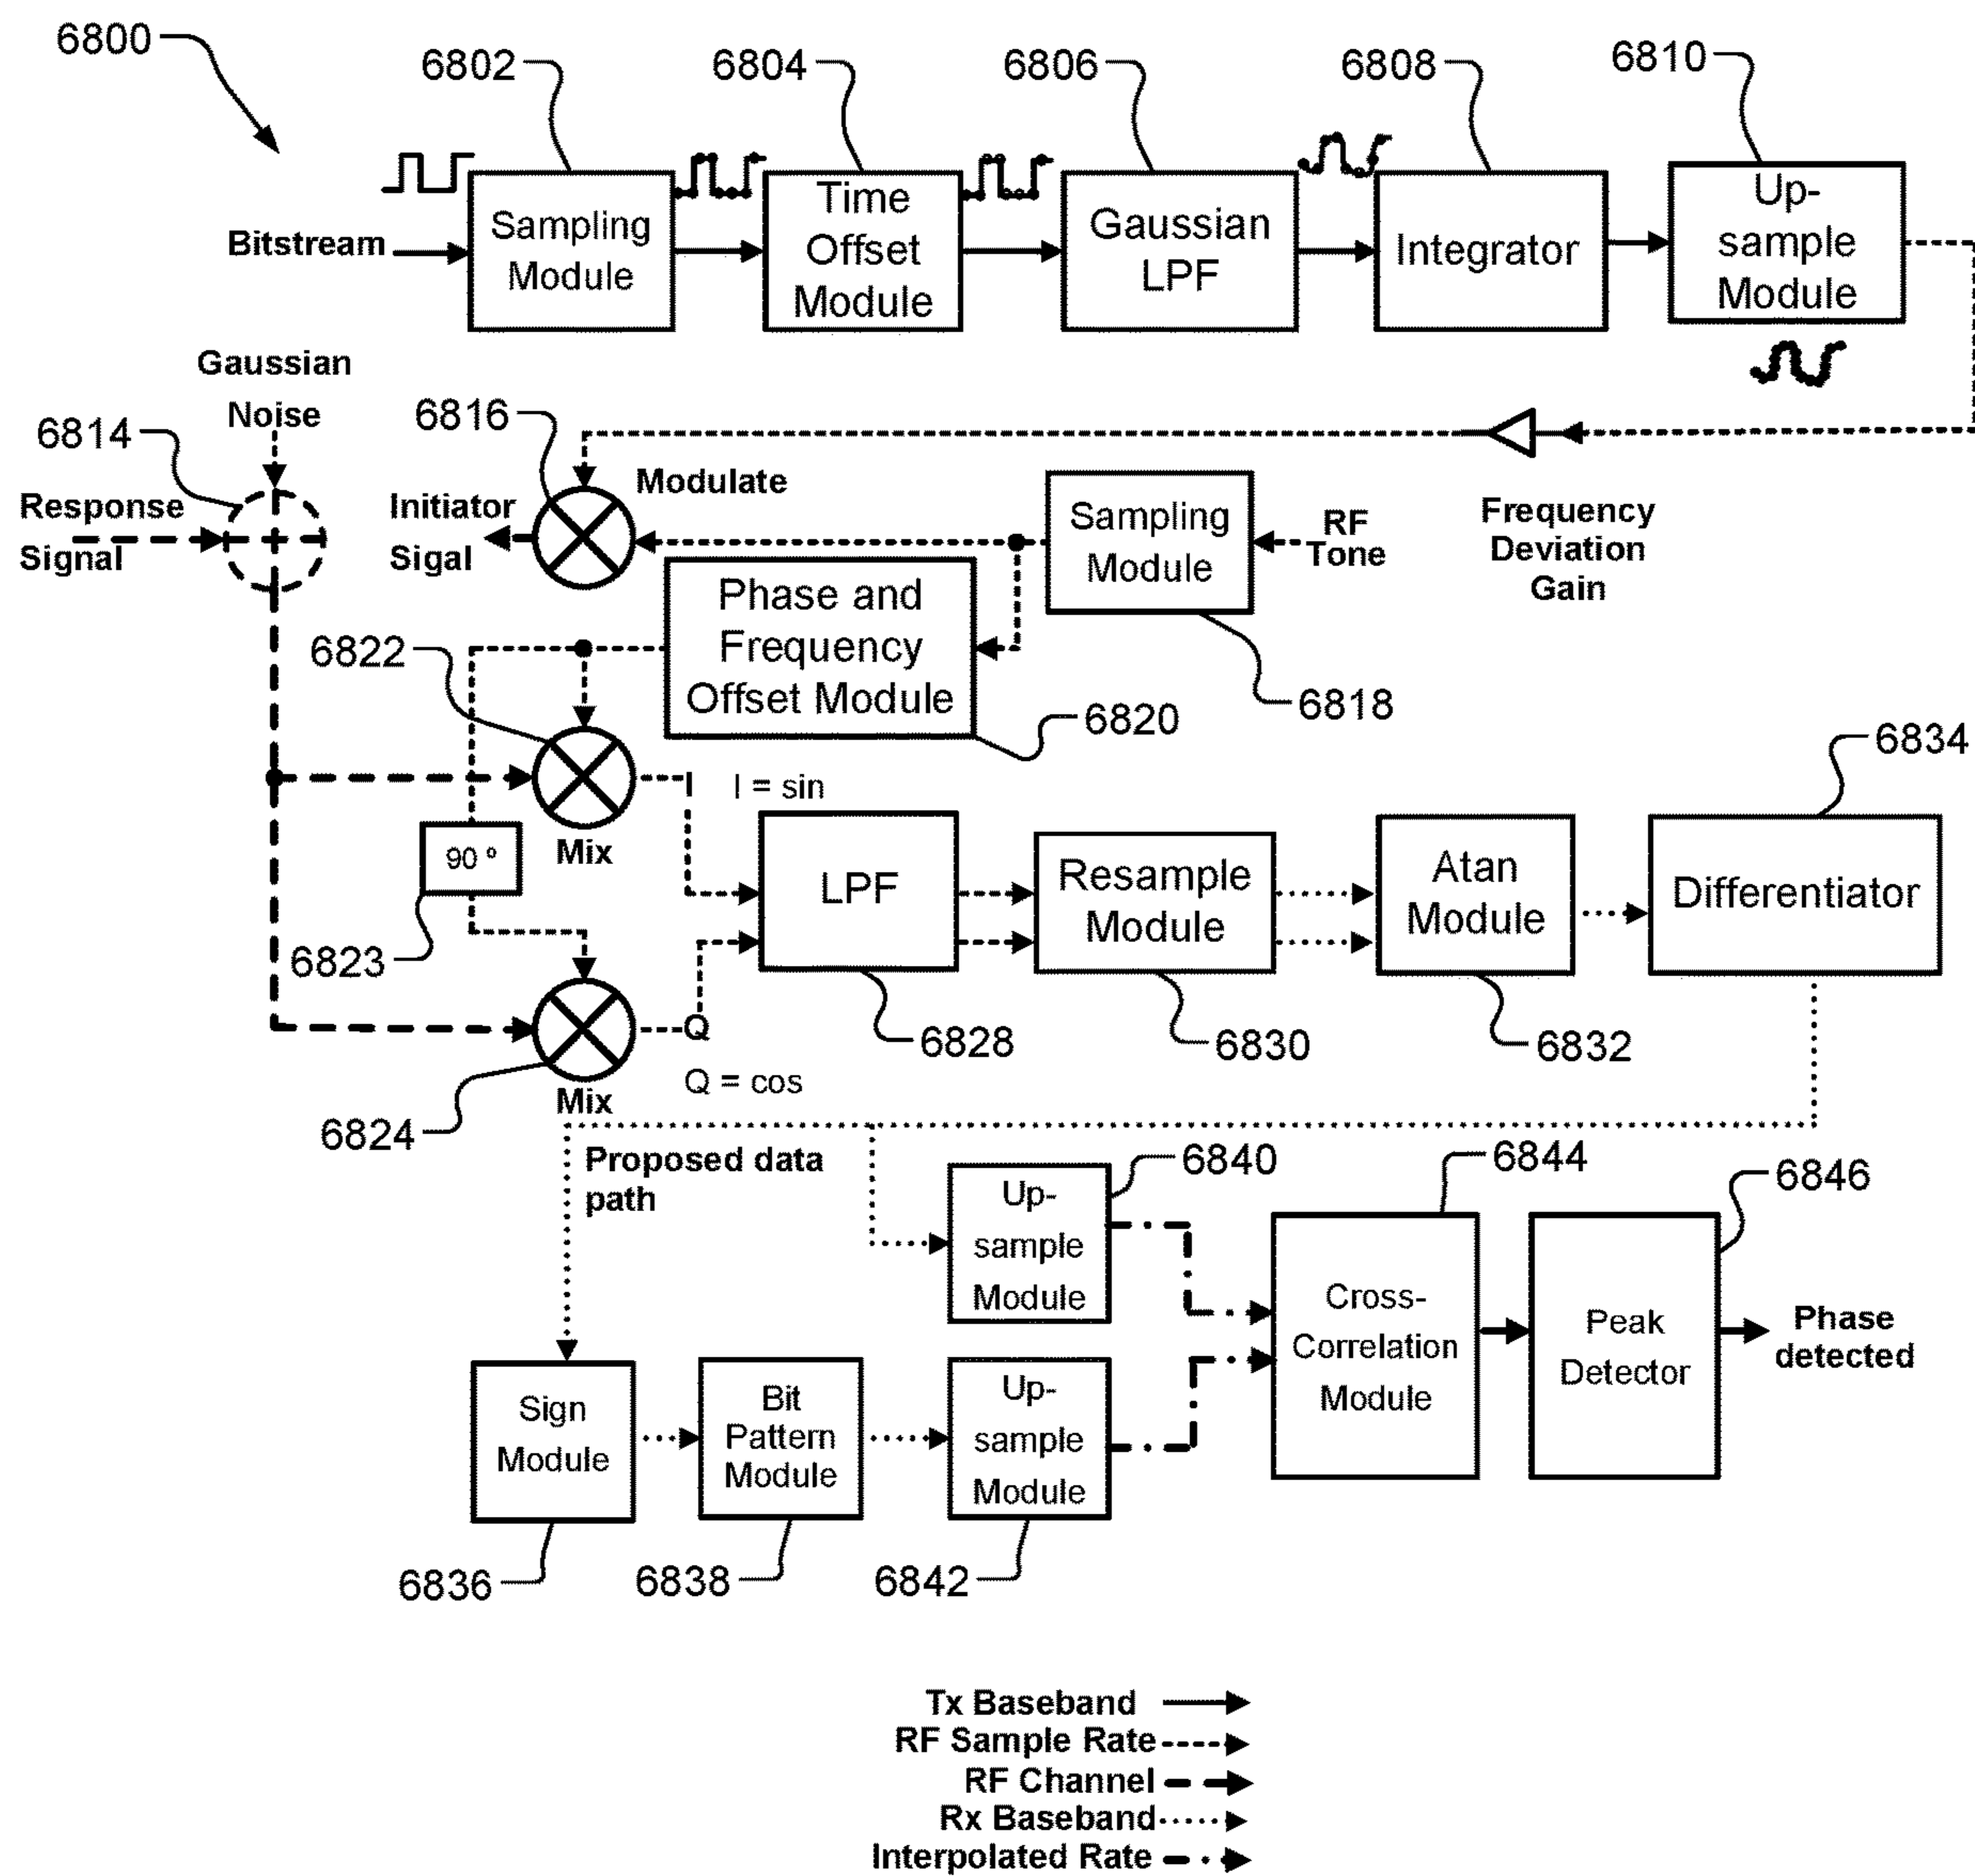 6800
6802
6804
6806
6808
6810
Bitstream
Sampling
Module
Time
Offset
Module
Gaussian
LPF
Integrator
Up-
sample
Module
Gaussian
Noise
6814
Response
Signal
6816
Modulate
Initiator
Sigal
Sampling
Module
RF
Tone
Frequency
Deviation
Gain
Phase and
Frequency
Offset Module
6822
6820
6818
6834
I
I = sin
Mix
90 º
6823
LPF
Resample
Module
Atan
Module
Differentiator
6828
6830
6832
Q
Q = cos
Mix
6824
Proposed data
path
6840
Up-
sample
Module
6844
6846
Cross-
Correlation
Module
Peak
Detector
Phase
detected
Sign
Module
Bit
Pattern
Module
Up-
sample
Module
6836
6838
6842
Tx Baseband
RF Sample Rate
RF Channel
Rx Baseband
Interpolated Rate